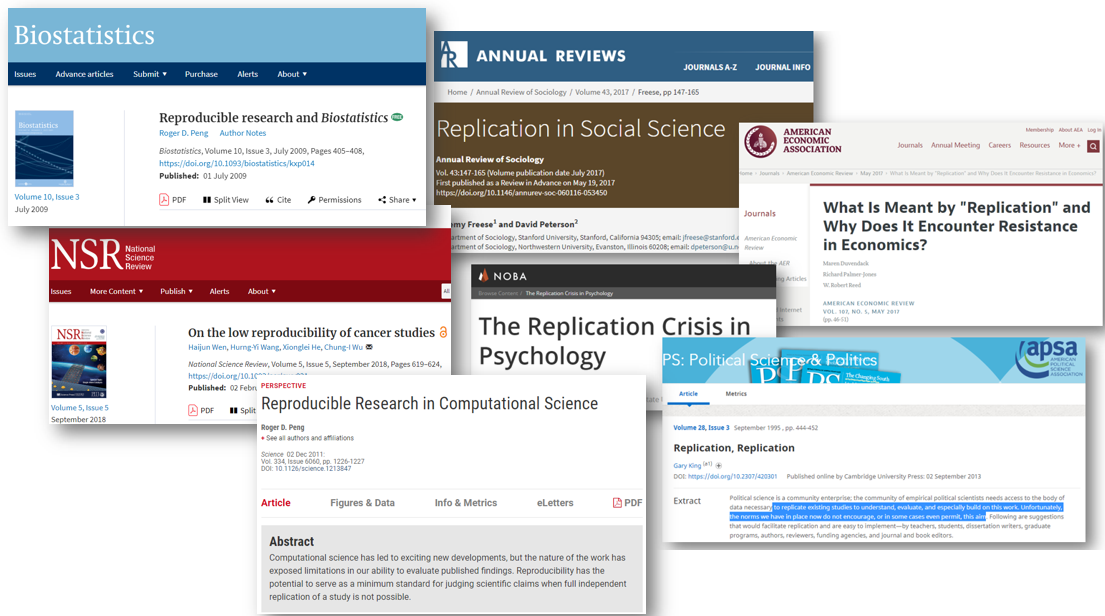 Biostatistics
Issues Advance articles Submit ▼ Purchase Alerts About ▼
Biostatistics
Volume 10, Issue 3
July 2009
Reproducible research and Biostatistics FREE
Roger D. Peng Author Notes
Biostatistics, Volume 10, Issue 3, July 2009, Pages 405–408,
https://doi.org/10.1093/biostatistics/kxp014
Published: 01 July 2009
PDF Split View Cite Permissions Share ▼
AR ANNUAL REVIEWS
JOURNALS A-Z JOURNAL INFO
Home / Annual Review of Sociology / Volume 43, 2017 / Freese, pp 147-165
Replication in Social Science
Annual Review of Sociology
Vol. 43:147-165 (Volume publication date July 2017)
First published as a Review in Advance on May 19, 2017
https://doi.org/10.1146/annurev-soc-060116-053450
emy Freese1 and David Peterson2
artment of Sociology, Stanford University, Stanford, California 94305; email: jfreese@stanford.e
artment of Sociology, Northwestern University, Evanston, Illinois 60208; email: dpeterson@u.n
AMERICAN
ECONOMIC
ASSOCIATION
Membership About AEA Log In
Journals Annual Meeting Careers Resources More +
Home › Journals › American Economic Review › May 2017 › What Is Meant by "Replication" and Why Does It Encounter Resistance in Economics?
Journals
American Economic
Review
About the AER
ng Articles
What Is Meant by "Replication" and
Why Does It Encounter Resistance
in Economics?
Maren Duvendack
Richard Palmer-Jones
W. Robert Reed
AMERICAN ECONOMIC REVIEW
VOL. 107, NO. 5, MAY 2017
(pp. 46-51)
NSR National
Science
Review
Issues More Content ▼ Publish ▼ Alerts About ▼ All
NSR
Volume 5, Issue 5
September 2018
On the low reproducibility of cancer studies
Haijun Wen, Hurng-Yi Wang, Xionglei He, Chung-I Wu
National Science Review, Volume 5, Issue 5, September 2018, Pages 619–624,
https://doi.org/10.1093/
Published: 02 Febru
PDF Split
NOBA
Browse Content / The Replication Crisis in Psychology
The Replication Crisis in
Psychology
PS: Political Science & Politics
PS PS
The Changing South
apsa
AMERICAN
POLITICAL
SCIENCE
ASSOCIATION
Article Metrics
Volume 28, Issue 3 September 1995 , pp. 444-452
Replication, Replication
Gary King (a1)
DOI: https://doi.org/10.2307/420301 Published online by Cambridge University Press: 02 September 2013
Extract
Political science is a community enterprise; the community of empirical political scientists needs access to the body of
data necessary to replicate existing studies to understand, evaluate, and especially build on this work. Unfortunately,
the norms we have in place now do not encourage, or in some cases even permit, this aim. Following are suggestions
that would facilitate replication and are easy to implement—by teachers, students, dissertation writers, graduate
programs, authors, reviewers, funding agencies, and journal and book editors.
PERSPECTIVE
Reproducible Research in Computational Science
Roger D. Peng
+ See all authors and affiliations
Science 02 Dec 2011:
Vol. 334, Issue 6060, pp. 1226-1227
DOI: 10.1126/science.1213847
Article Figures & Data Info & Metrics eLetters PDF
Abstract
Computational science has led to exciting new developments, but the nature of the work has
exposed limitations in our ability to evaluate published findings. Reproducibility has the
potential to serve as a minimum standard for judging scientific claims when full independent
replication of a study is not possible.